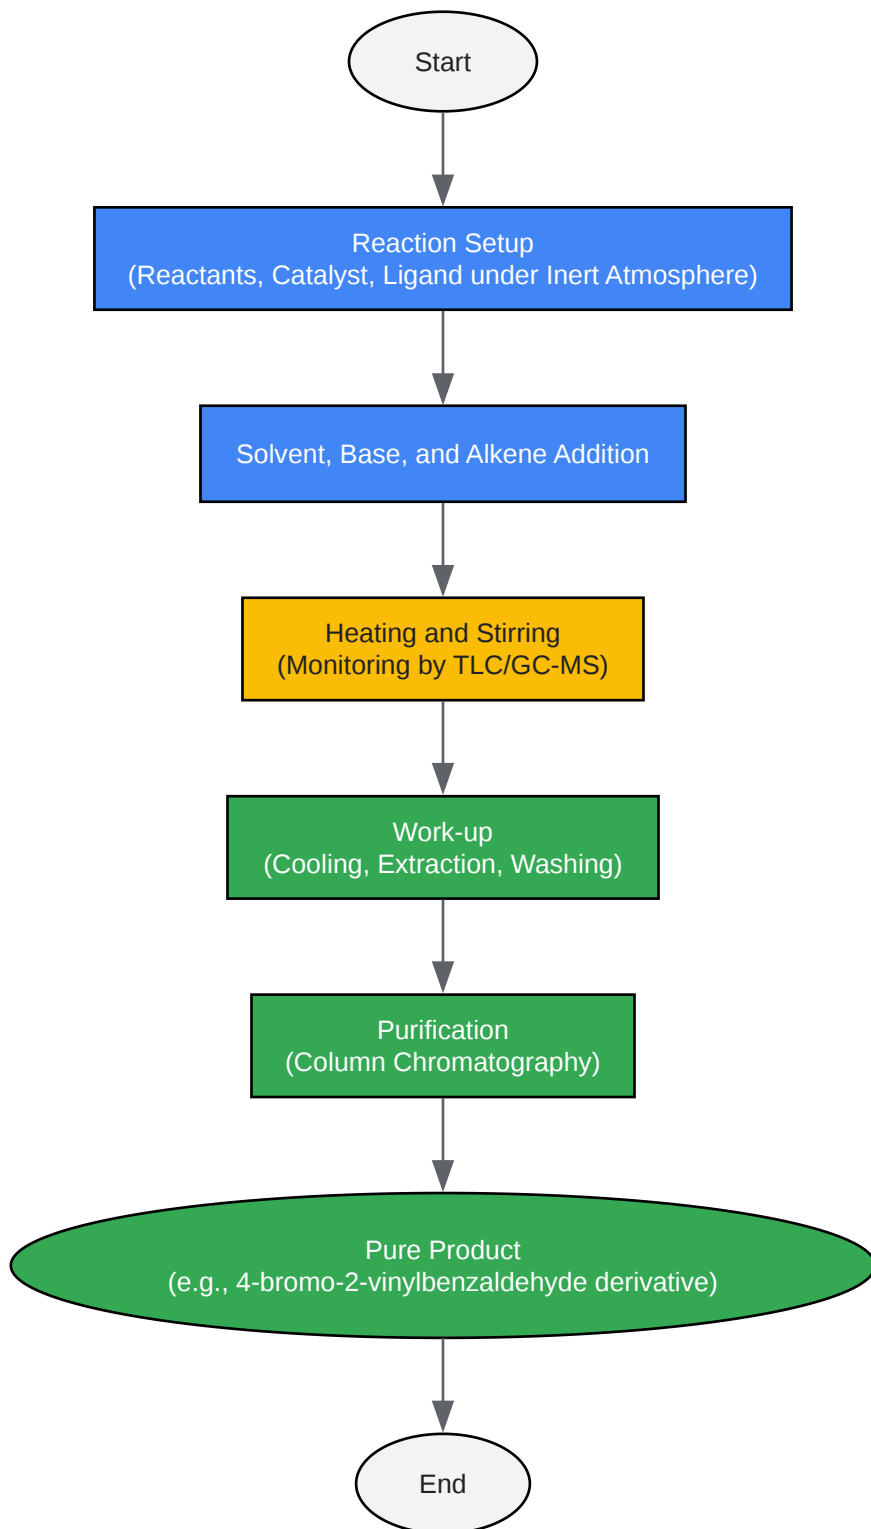 Start
Reaction Setup
(Reactants, Catalyst, Ligand under Inert Atmosphere)
Solvent, Base, and Alkene Addition
Heating and Stirring
(Monitoring by TLC/GC-MS)
Work-up
(Cooling, Extraction, Washing)
Purification
(Column Chromatography)
Pure Product
(e.g., 4-bromo-2-vinylbenzaldehyde derivative)
End